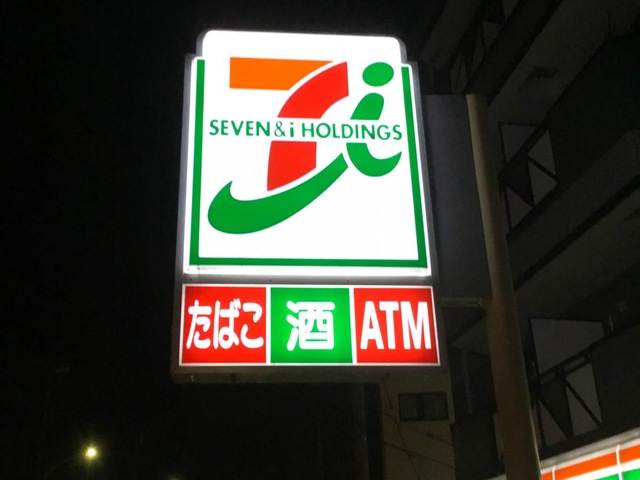 SEVEN & i HOLDINGS
たばこ 酒 ATM